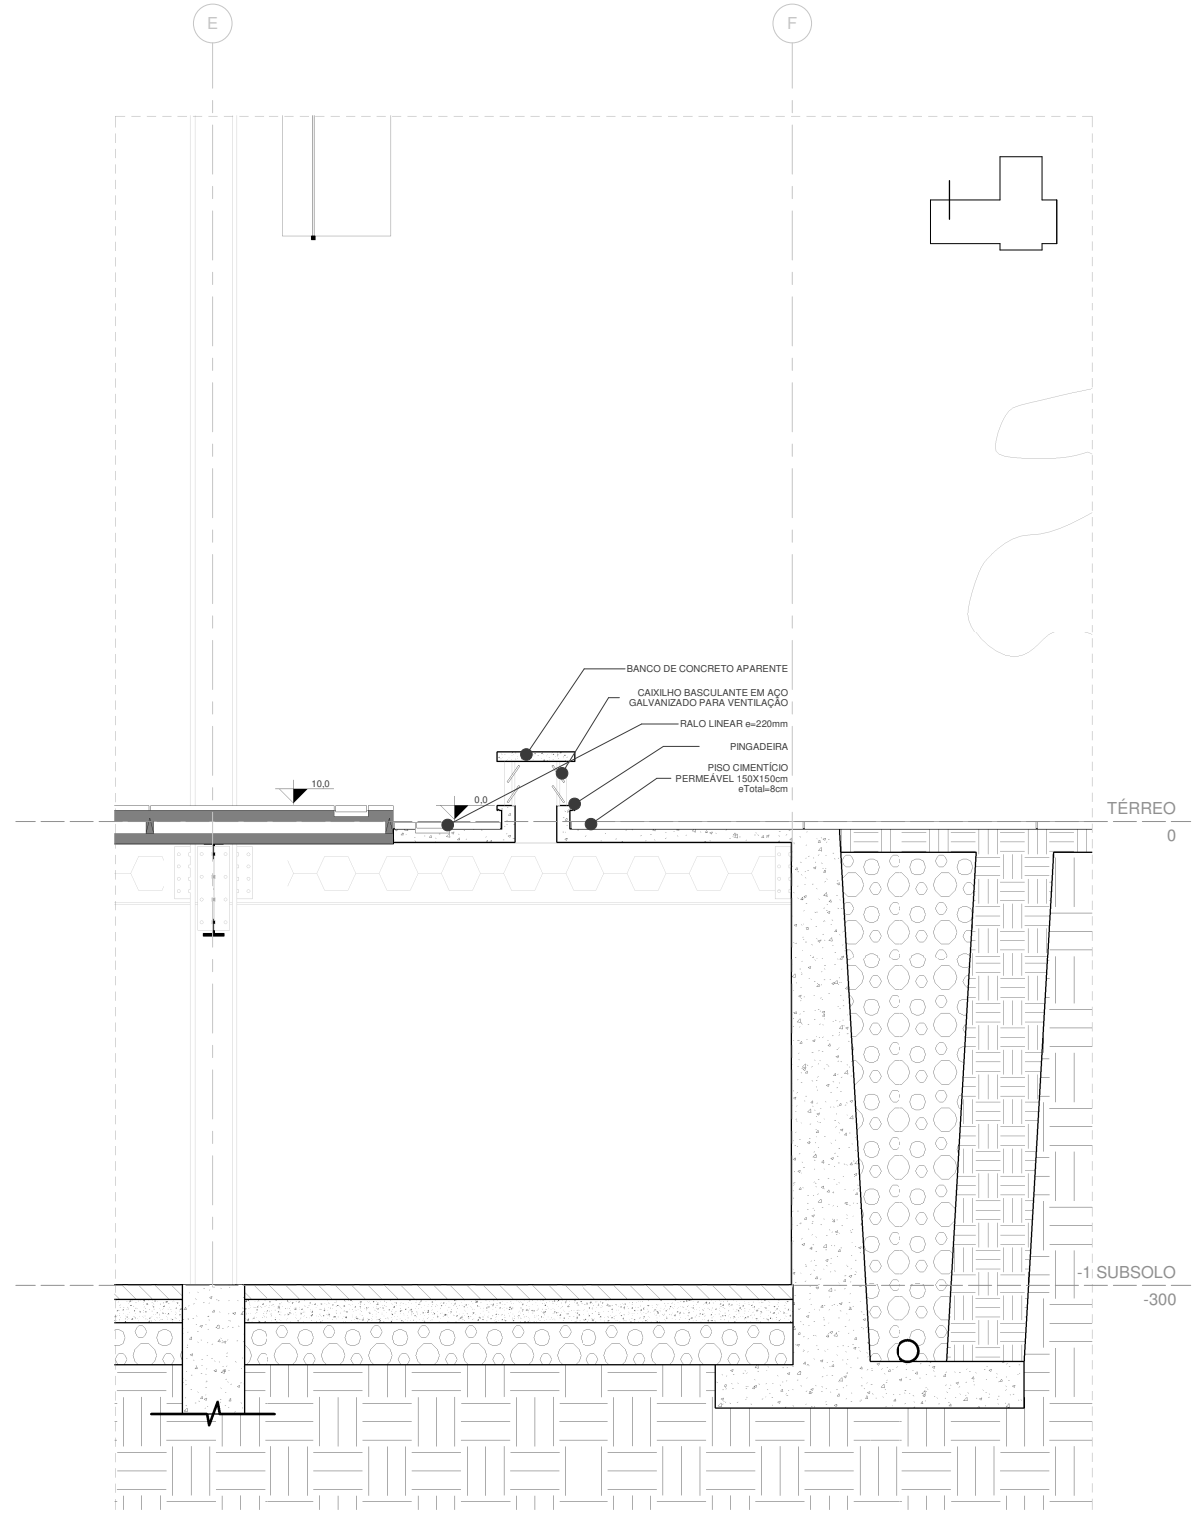 E
F
BANCO DE CONCRETO APARENTE
CAIXILHO BASCULANTE EM AÇO
GALVANIZADO PARA VENTILAÇÃO
RALO LINEAR e=220mm
PINGADEIRA
PISO CIMENTÍCIO
PERMEÁVEL 150X150cm
eTotal=8cm
10,0
0,0
TÉRREO
0
-1 SUBSOLO
-300